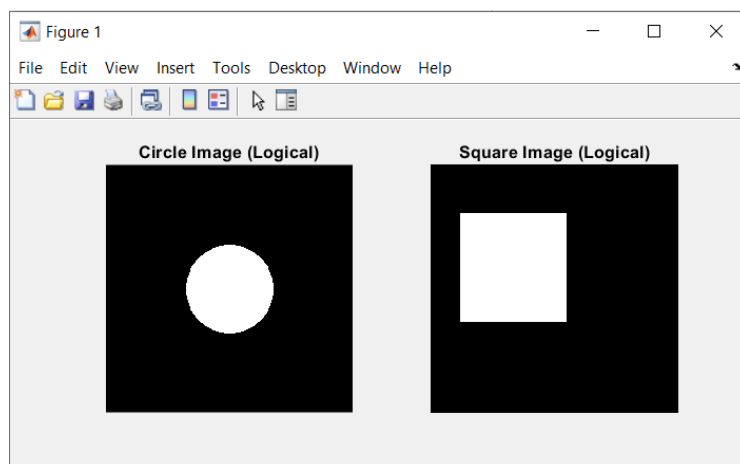 Figure 1
File Edit View Insert Tools Desktop Window Help
Circle Image (Logical) Square Image (Logical)